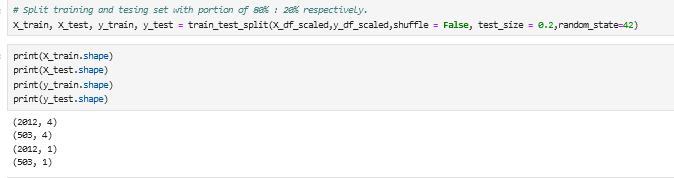 # Split training and tesing set with portion of 80% : 20% respectively.
X_train, X_test, y_train, y_test = train_test_split(X_df_scaled,y_df_scaled,shuffle = False, test_size = 0.2,random_state=42)
print(X_train.shape)
print(X_test.shape)
print(y_train.shape)
print(y_test.shape)
(2012, 4)
(503, 4)
(2012, 1)
(503, 1)